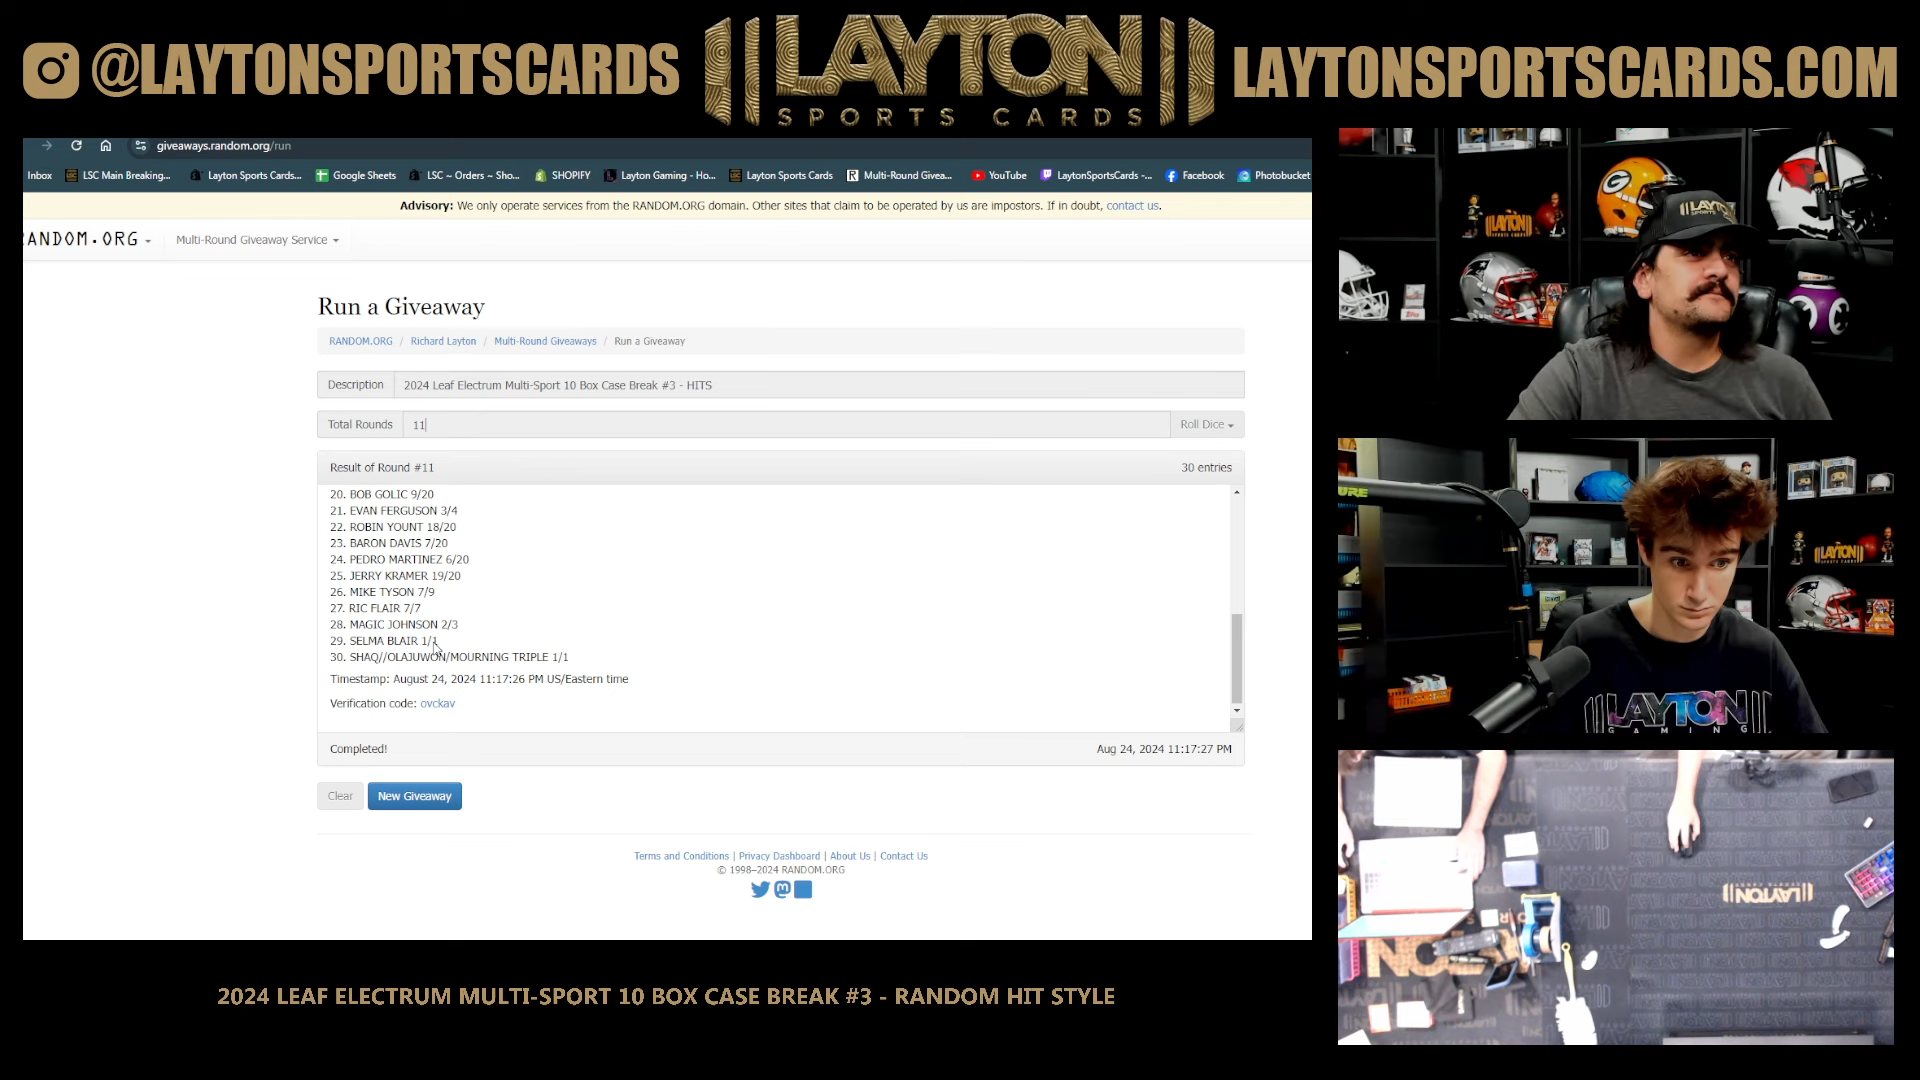 @LAYTONSPORTSCARDS
LAYTON
SPORTS CARDS
LAYTONSPORTSCARDS.COM
giveaways.random.org/run
Inbox LSC Main Breaking... Layton Sports Cards... Google Sheets LSC ~ Orders ~ Sho... SHOPIFY Layton Gaming - Ho... Layton Sports Cards Multi-Round Givea... YouTube LaytonSportsCards -... Facebook Photobucket
Advisory: We only operate services from the RANDOM.ORG domain. Other sites that claim to be operated by us are impostors. If in doubt, contact us.
RANDOM.ORG Multi-Round Giveaway Service
Run a Giveaway
RANDOM.ORG / Richard Layton / Multi-Round Giveaways / Run a Giveaway
Description 2024 Leaf Electrum Multi-Sport 10 Box Case Break #3 - HITS
Total Rounds 11 Roll Dice
Result of Round #11 30 entries
20. BOB GOLIC 9/20
21. EVAN FERGUSON 3/4
22. ROBIN YOUNT 18/20
23. BARON DAVIS 7/20
24. PEDRO MARTINEZ 6/20
25. JERRY KRAMER 19/20
26. MIKE TYSON 7/9
27. RIC FLAIR 7/7
28. MAGIC JOHNSON 2/3
29. SELMA BLAIR 1/1
30. SHAQ//OLAJUWON/MOURNING TRIPLE 1/1
Timestamp: August 24, 2024 11:17:26 PM US/Eastern time
Verification code: ovckav
Completed! Aug 24, 2024 11:17:27 PM
Clear New Giveaway
Terms and Conditions | Privacy Dashboard | About Us | Contact Us
© 1998–2024 RANDOM.ORG
2024 LEAF ELECTRUM MULTI-SPORT 10 BOX CASE BREAK #3 - RANDOM HIT STYLE
LAYTON
LAYTON
LAYTON
GAMING
LAYTON